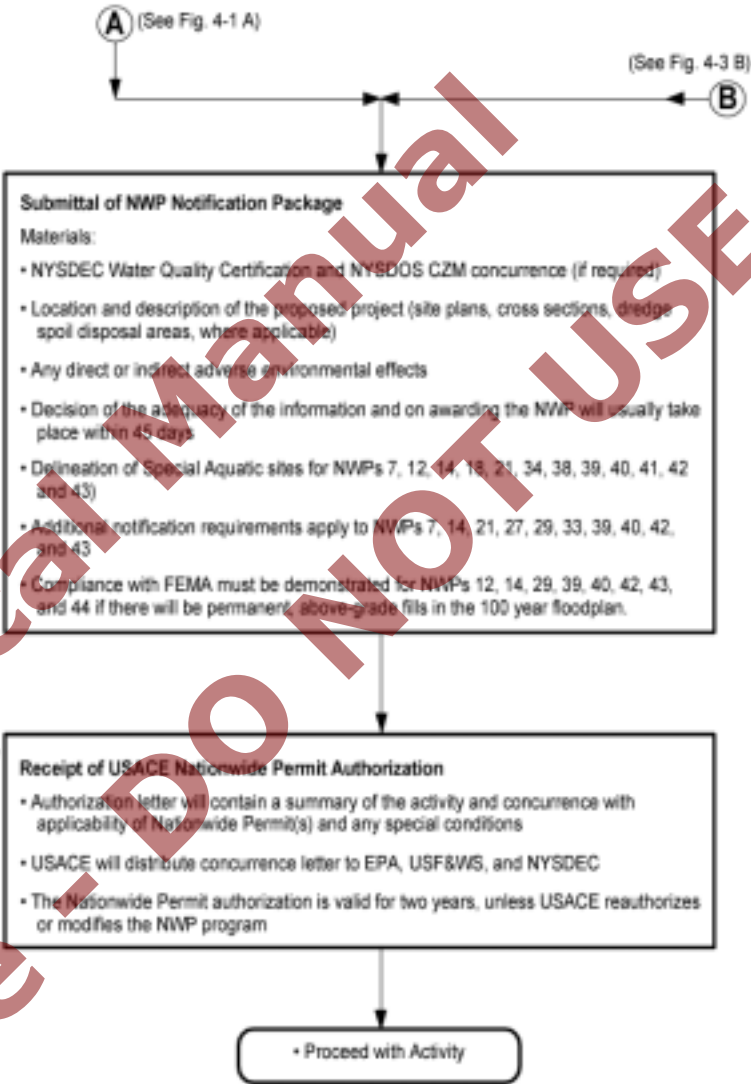 A (See Fig. 4-1 A)
(See Fig. 4-3 B)
B
Submittal of NWP Notification Package
Materials:
• NYSDEC Water Quality Certification and NYSDOS CZM concurrence (if required)
• Location and description of the proposed project (site plans, cross sections, dredge
spoil disposal areas, where applicable)
• Any direct or indirect adverse environmental effects
• Decision of the adequacy of the information and on awarding the NWP will usually take
place within 45 days
• Delineation of Special Aquatic sites for NWPs 7, 12, 14, 18, 21, 34, 38, 39, 40, 41, 42
and 43)
• Additional notification requirements apply to NWPs 7, 14, 21, 27, 29, 33, 39, 40, 42,
and 43
• Compliance with FEMA must be demonstrated for NWPs 12, 14, 29, 39, 40, 42, 43,
and 44 if there will be permanent, above-grade fills in the 100 year floodplan.
Receipt of USACE Nationwide Permit Authorization
• Authorization letter will contain a summary of the activity and concurrence with
applicability of Nationwide Permit(s) and any special conditions
• USACE will distribute concurrence letter to EPA, USF&WS, and NYSDEC
• The Nationwide Permit authorization is valid for two years, unless USACE reauthorizes
or modifies the NWP program
• Proceed with Activity
cal Manual
e - DO NOT USE